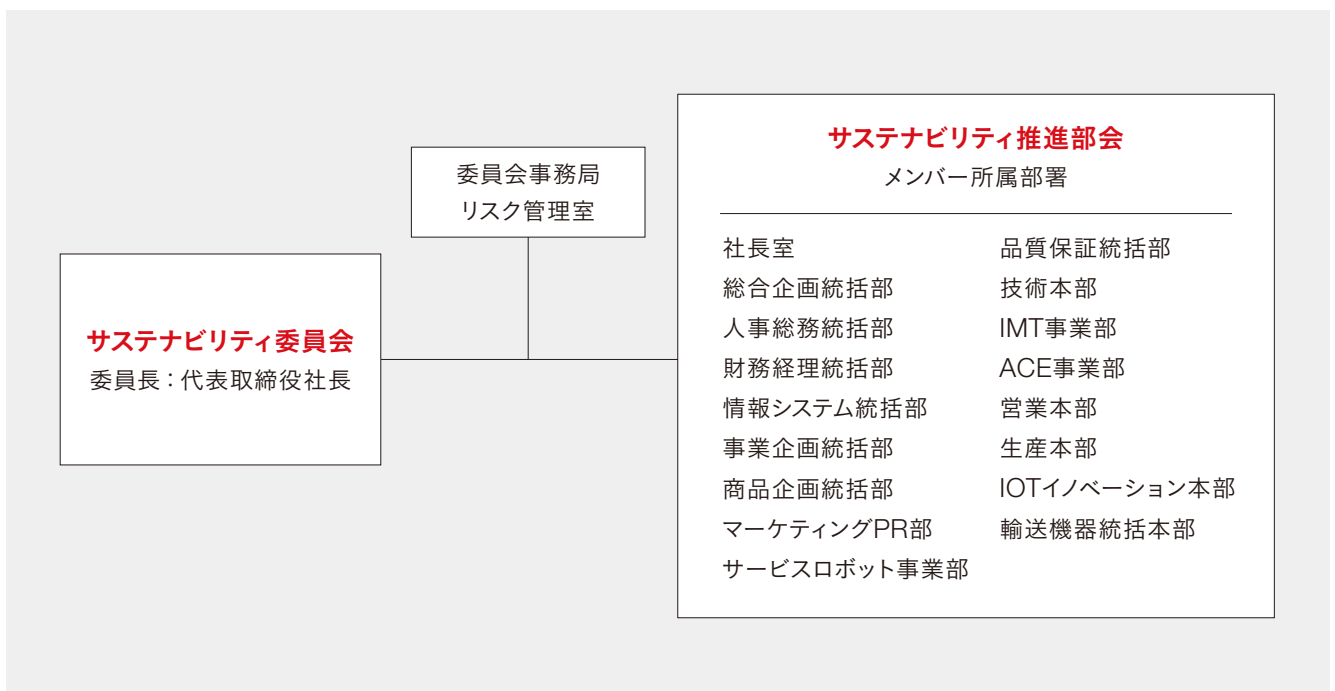 サステナビリティ委員会
委員長：代表取締役社長
委員会事務局
リスク管理室
サステナビリティ推進部会
メンバー所属部署
社長室
総合企画統括部
人事総務統括部
財務経理統括部
情報システム統括部
事業企画統括部
商品企画統括部
マーケティングPR部
サービスロボット事業部
品質保証統括部
技術本部
IMT事業部
ACE事業部
営業本部
生産本部
IOTイノベーション本部
輸送機器統括本部